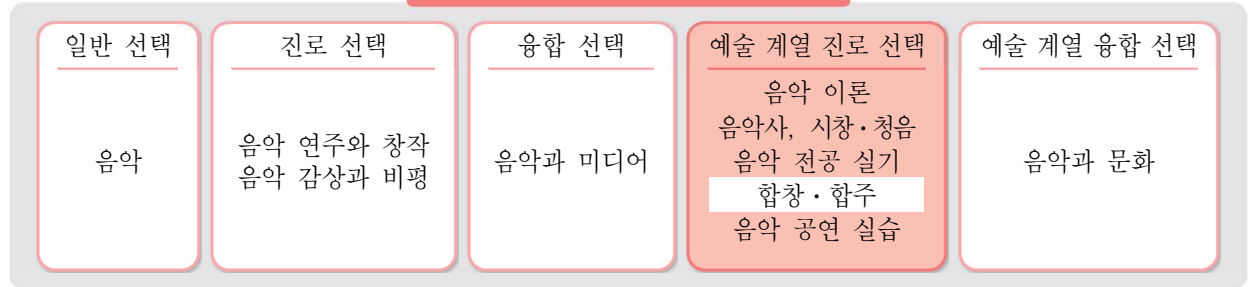 일반 선택
음악
진로 선택
음악 연주와 창작
음악 감상과 비평
융합 선택
음악과 미디어
예술 계열 진로 선택
음악 이론
음악사, 시창·청음
음악 전공 실기
합창·합주
음악 공연 실습
예술 계열 융합 선택
음악과 문화